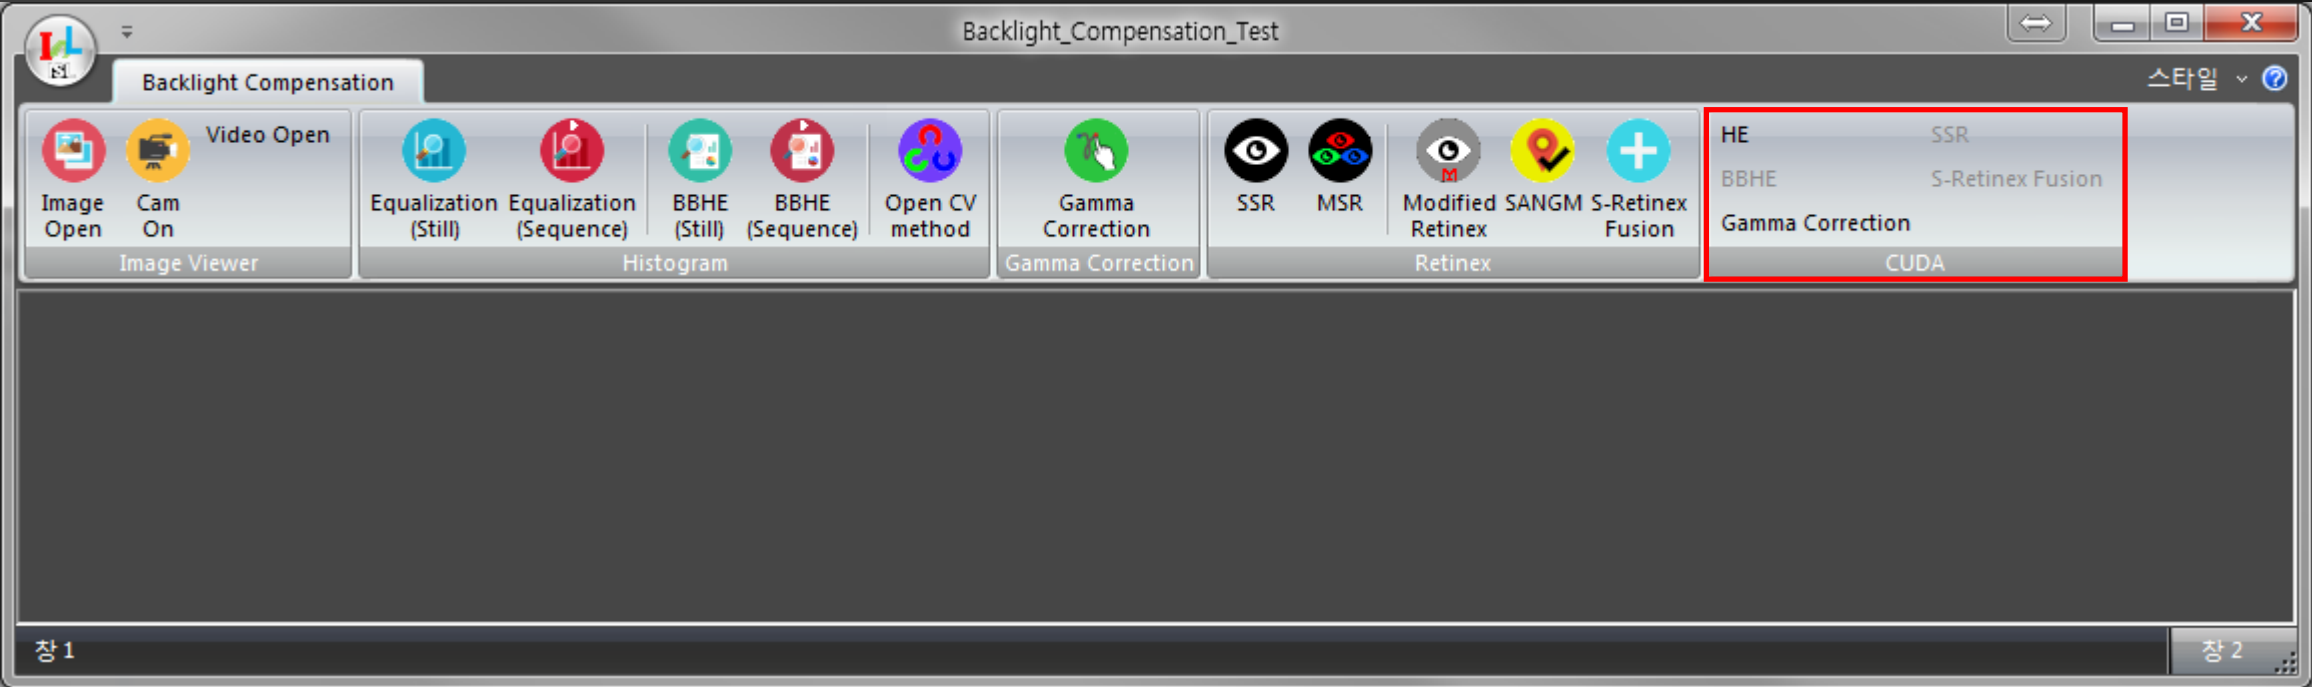 Backlight_Compensation_Test
Backlight Compensation
스타일
Image
Open
Cam
On
Video Open
Image Viewer
Equalization
(Still)
Equalization
(Sequence)
BBHE
(Still)
BBHE
(Sequence)
Open CV
method
Histogram
Gamma
Correction
Gamma Correction
SSR
MSR
Modified
Retinex
SANGM
S-Retinex
Fusion
Retinex
HE
SSR
BBHE
S-Retinex Fusion
Gamma Correction
CUDA
창 1
창 2